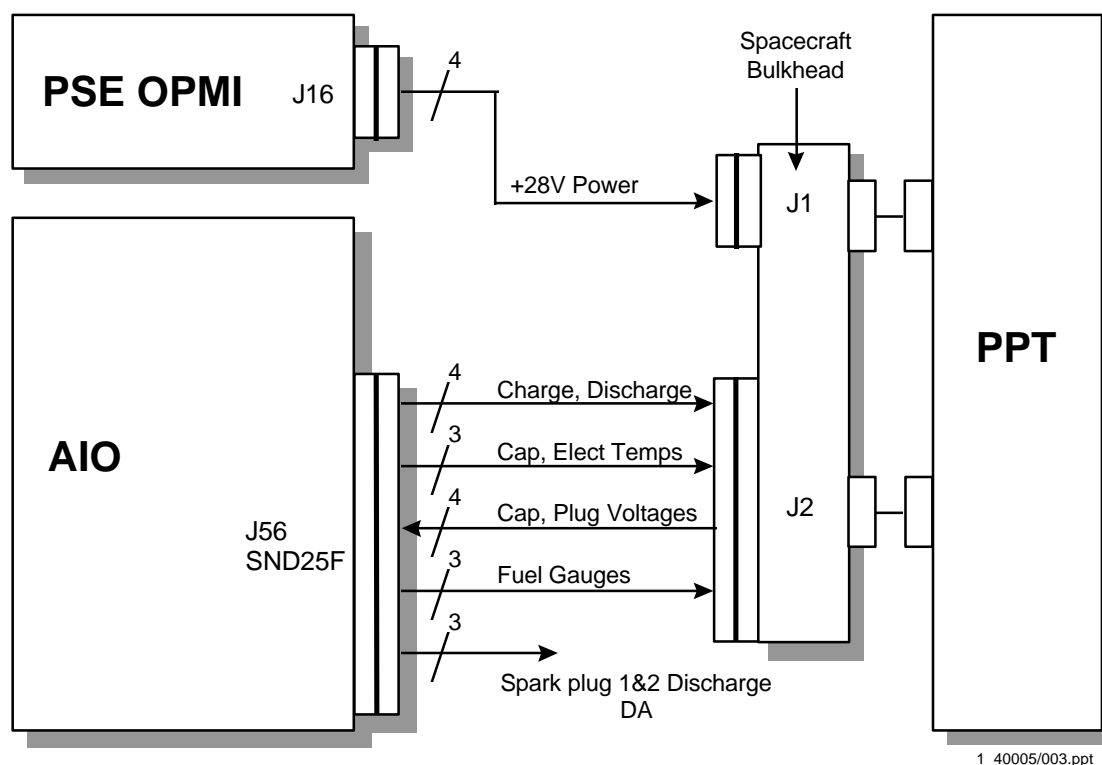 PSE OPMI
J16
4
Spacecraft
Bulkhead
+28V Power
J1
PPT
AIO
J56
SND25F
4
Charge, Discharge
3
Cap, Elect Temps
4
Cap, Plug Voltages
3
Fuel Gauges
3
Spark plug 1&2 Discharge
DA
J2
1_40005/003.ppt